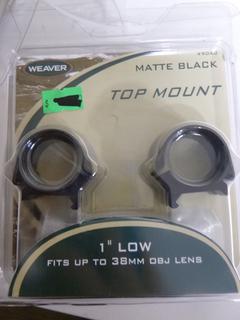 WEAVER
MATTE BLACK
TOP MOUNT
1" LOW
FITS UP TO 38MM OBJ LENS